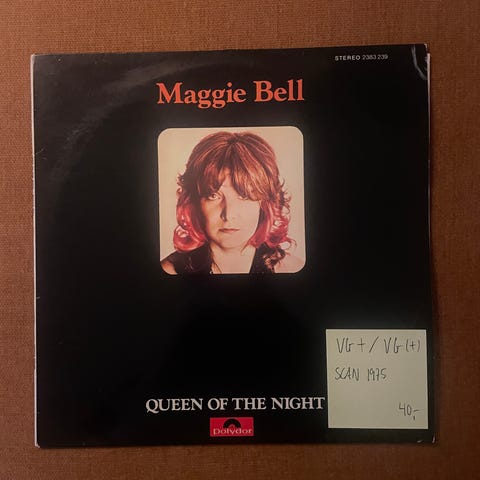 STEREO 2383 239
Maggie Bell
VG+/VG(+)
SCAN 1975
40,-
QUEEN OF THE NIGHT
Polydor